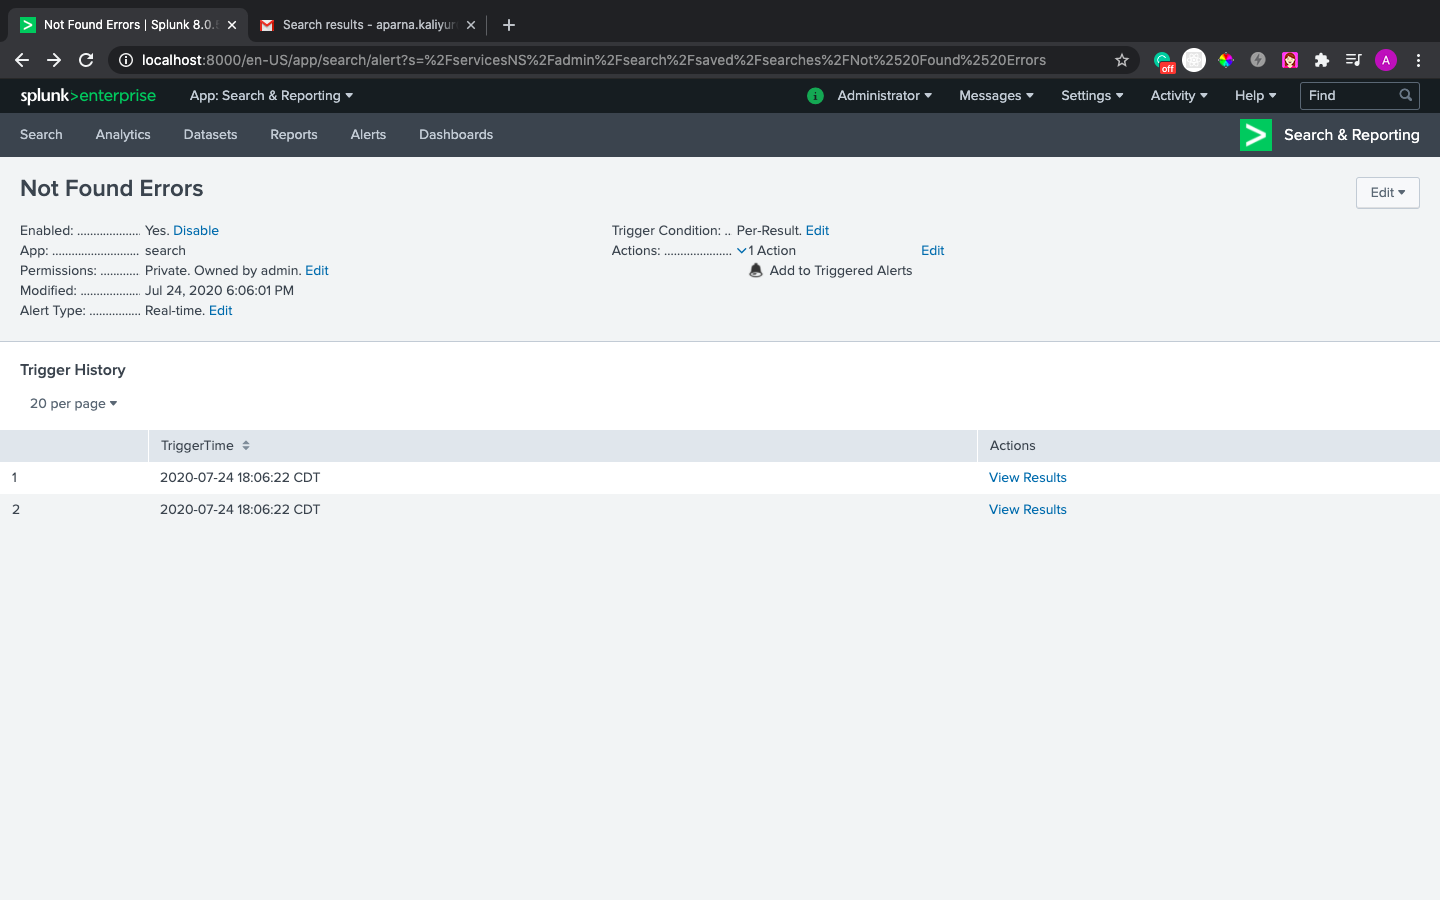 Not Found Errors | Splunk 8.0.5
Search results - aparna.kaliyur
localhost:8000/en-US/app/search/alert?s=%2FservicesNS%2Fadmin%2Fsearch%2Fsaved%2Fsearches%2FNot%2520Found%2520Errors
off
A
splunk>enterprise App: Search & Reporting
i Administrator Messages Settings Activity Help Find
Search Analytics Datasets Reports Alerts Dashboards
> Search & Reporting
Not Found Errors
Edit
Enabled: .................... Yes. Disable
App: ........................... search
Permissions: ............ Private. Owned by admin. Edit
Modified: ................... Jul 24, 2020 6:06:01 PM
Alert Type: ................ Real-time. Edit
Trigger Condition: .. Per-Result. Edit
Actions: ..................... 1 Action Edit
Add to Triggered Alerts
Trigger History
20 per page
TriggerTime Actions
1 2020-07-24 18:06:22 CDT View Results
2 2020-07-24 18:06:22 CDT View Results